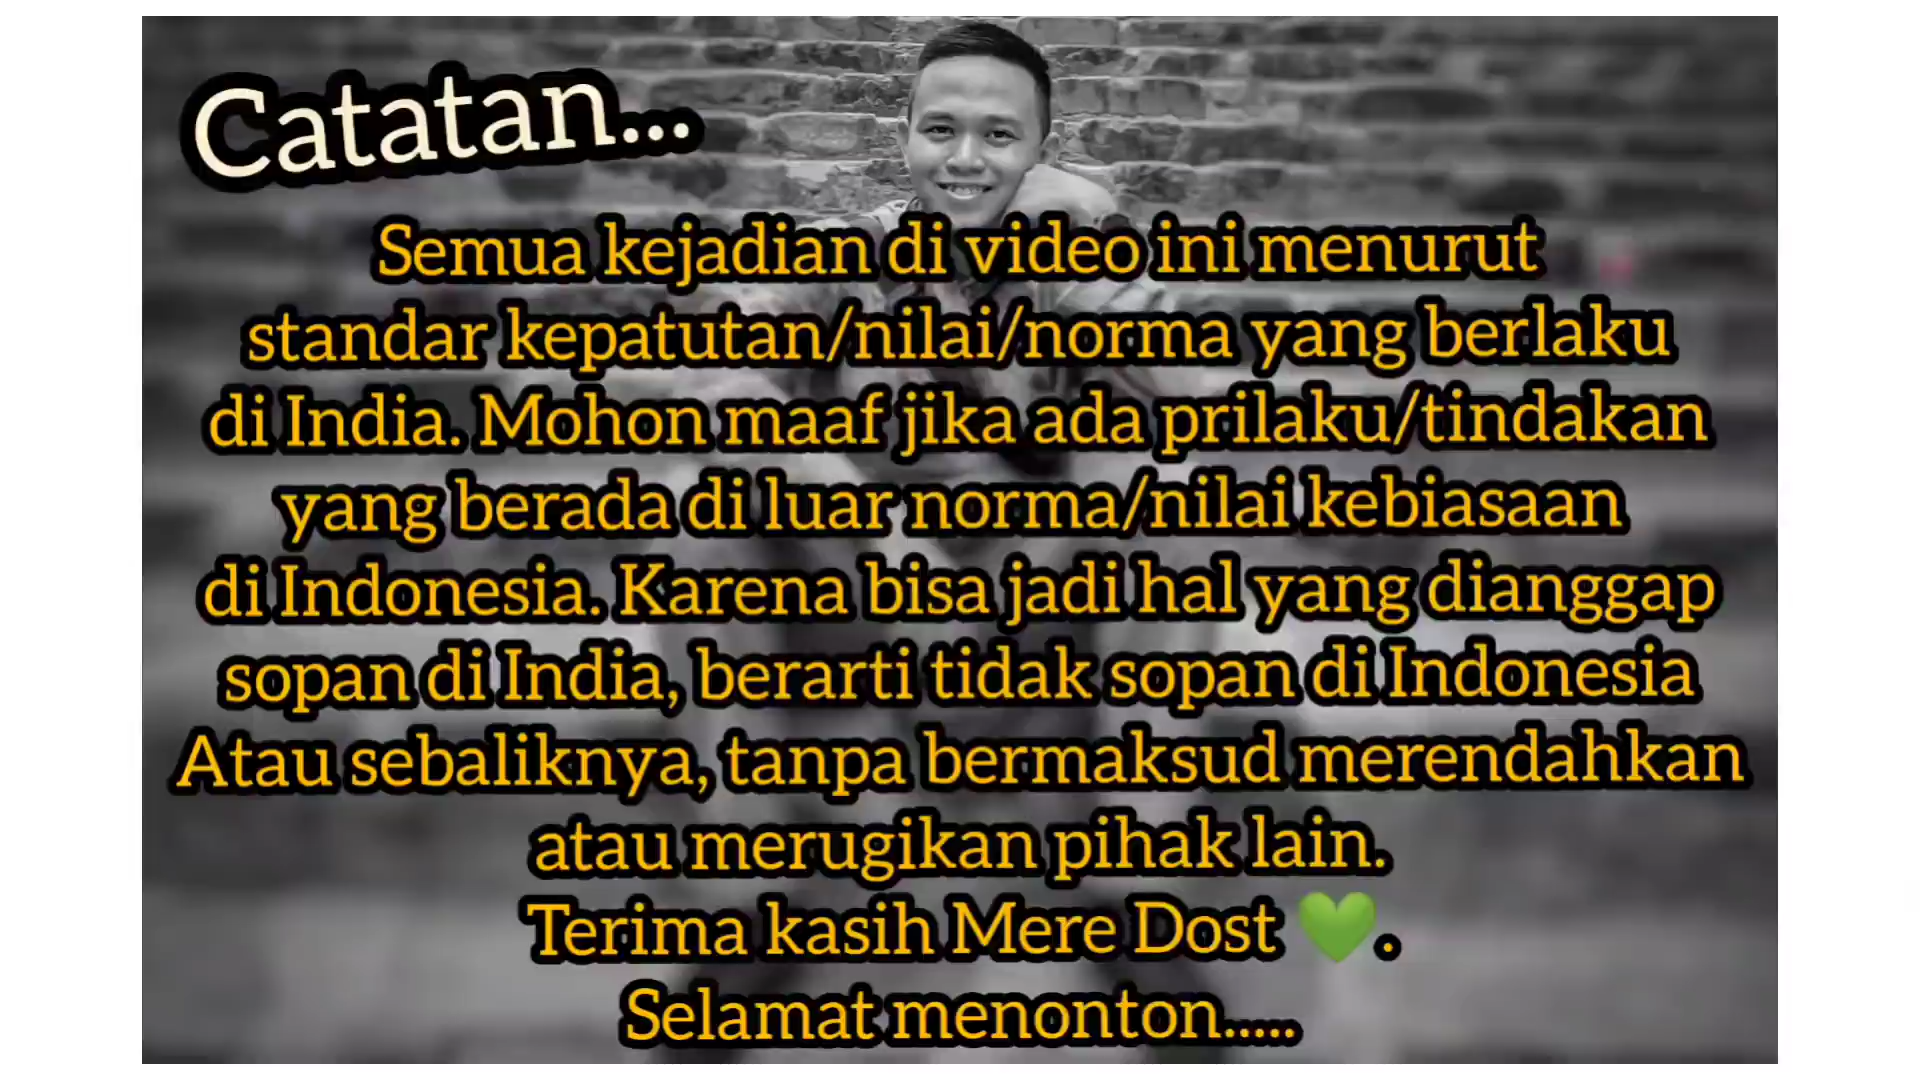 Catatan...
Semua kejadian di video ini menurut
standar kepatutan/nilai/norma yang berlaku
di India. Mohon maaf jika ada prilaku/tindakan
yang berada di luar norma/nilai kebiasaan
di Indonesia. Karena bisa jadi hal yang dianggap
sopan di India, berarti tidak sopan di Indonesia
Atau sebaliknya, tanpa bermaksud merendahkan
atau merugikan pihak lain.
Terima kasih Mere Dost 💚.
Selamat menonton.....